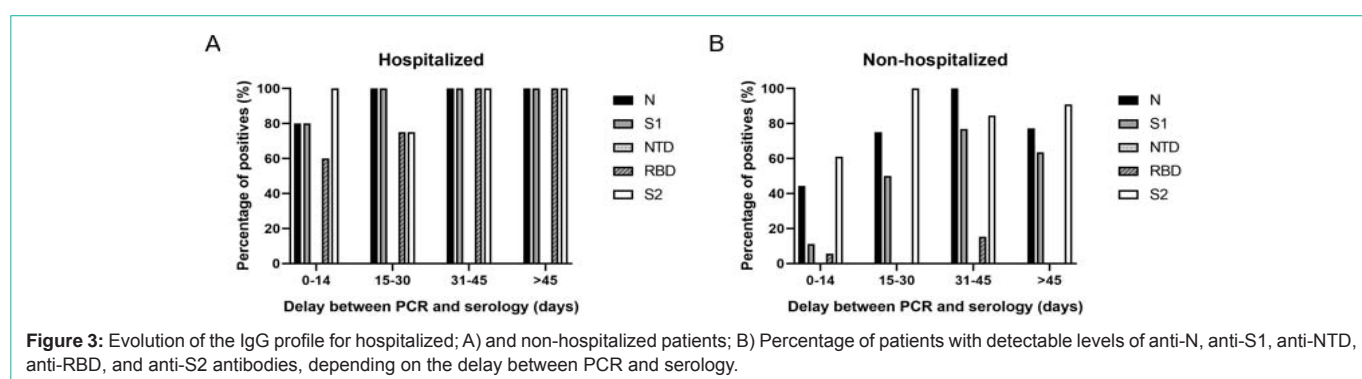 A
Hospitalized
Percentage of positives (%)
100
80
60
40
20
0
0-14
15-30
31-45
>45
Delay between PCR and serology (days)
N
S1
NTD
RBD
S2
B
Non-hospitalized
Percentage of positives (%)
100
80
60
40
20
0
0-14
15-30
31-45
>45
Delay between PCR and serology (days)
N
S1
NTD
RBD
S2
Figure 3: Evolution of the IgG profile for hospitalized; A) and non-hospitalized patients; B) Percentage of patients with detectable levels of anti-N, anti-S1, anti-NTD,
anti-RBD, and anti-S2 antibodies, depending on the delay between PCR and serology.